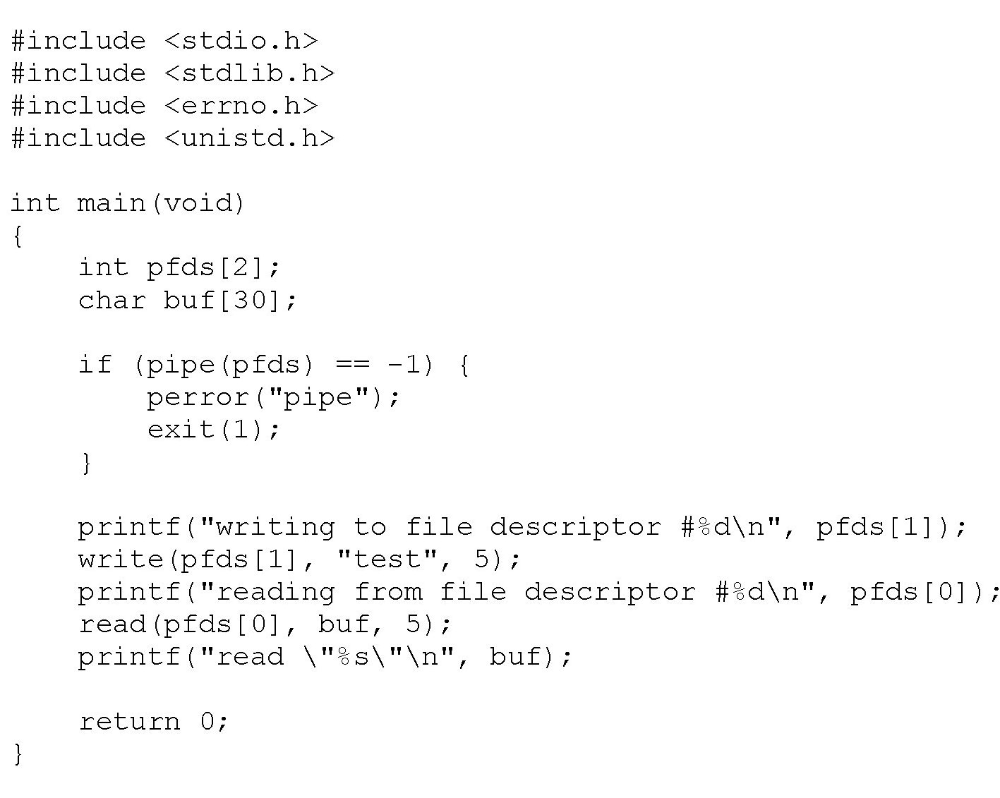 #include <stdio.h>
#include <stdlib.h>
#include <errno.h>
#include <unistd.h>
int main(void)
{
    int pfds[2];
    char buf[30];
    if (pipe(pfds) == -1) {
        perror("pipe");
        exit(1);
    }
    printf("writing to file descriptor #%d\n", pfds[1]);
    write(pfds[1], "test", 5);
    printf("reading from file descriptor #%d\n", pfds[0]);
    read(pfds[0], buf, 5);
    printf("read \"%s\"\n", buf);
    return 0;
}